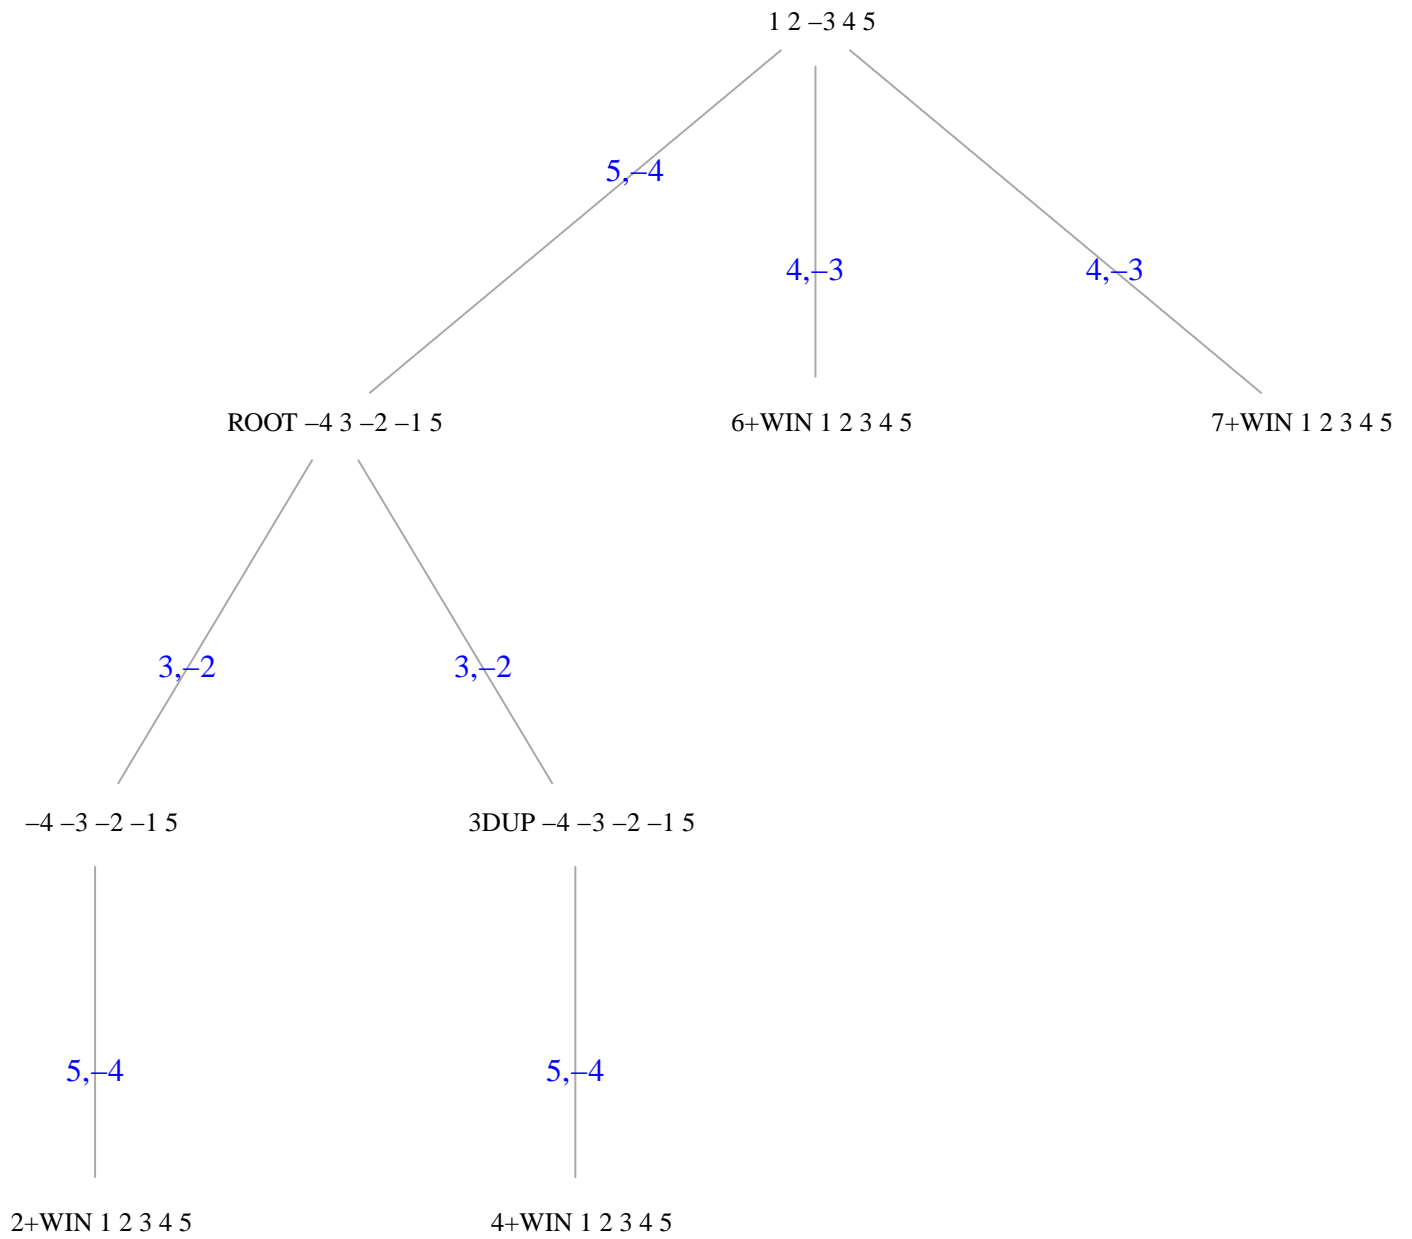 1 2 –3 4 5
5,–4
4,–3
4,–3
ROOT –4 3 –2 –1 5
6+WIN 1 2 3 4 5
7+WIN 1 2 3 4 5
3,–2
3,–2
–4 –3 –2 –1 5
3DUP –4 –3 –2 –1 5
5,–4
5,–4
2+WIN 1 2 3 4 5
4+WIN 1 2 3 4 5